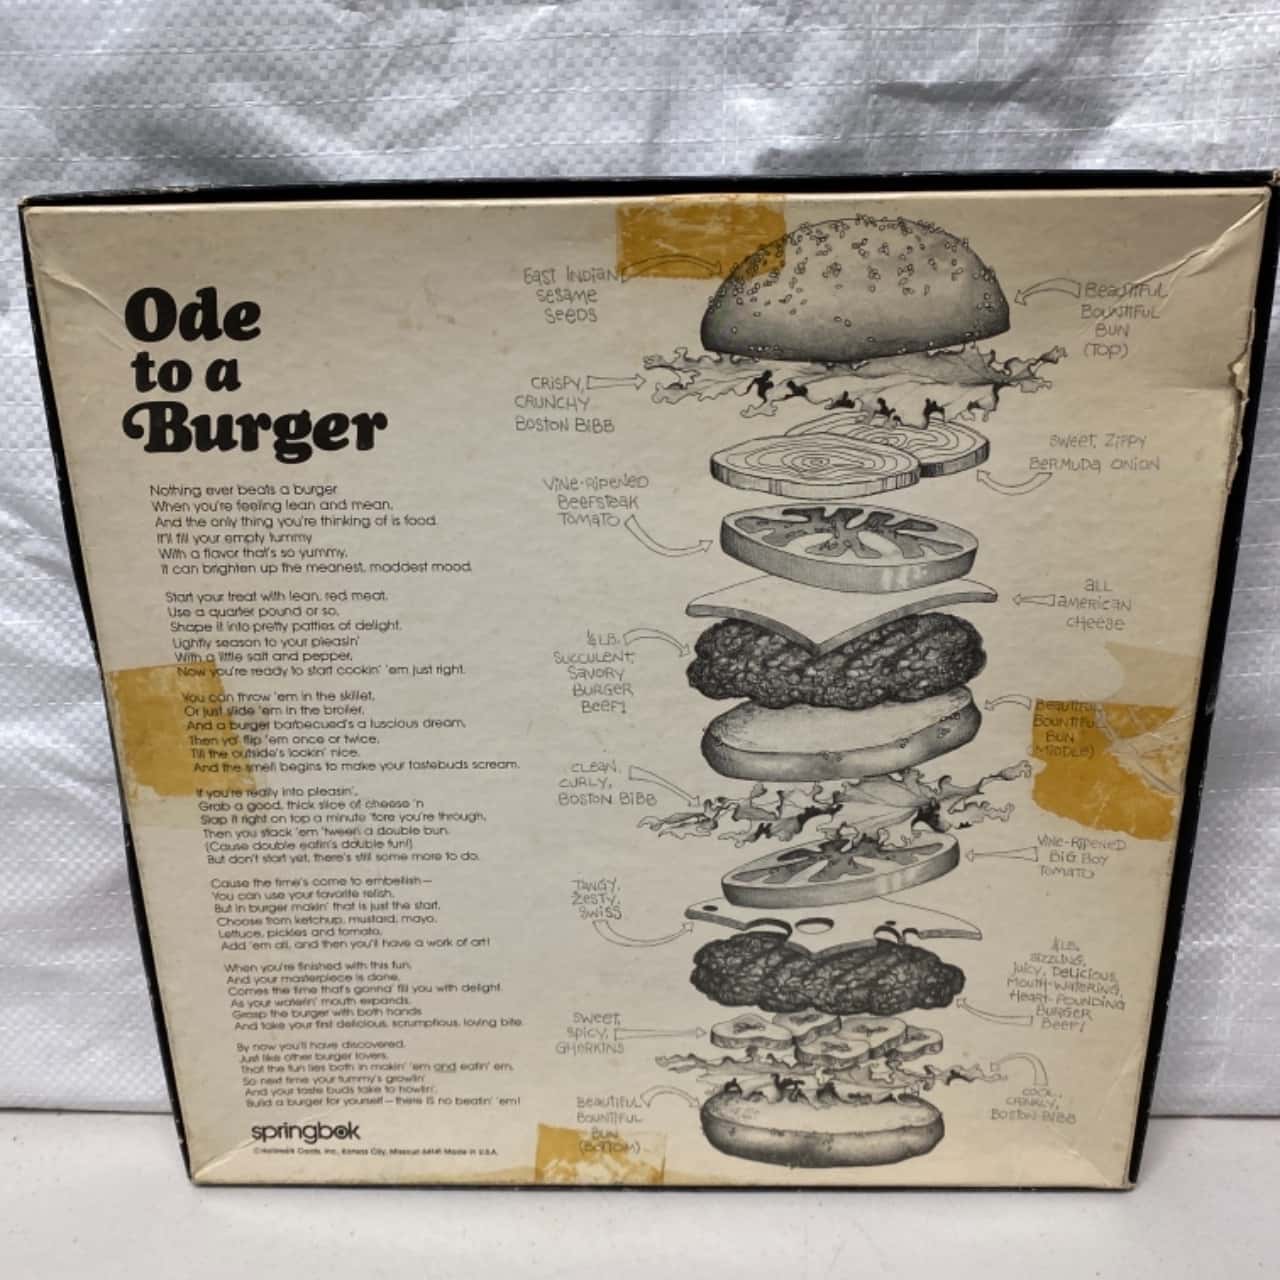 Ode
to a
Burger
Nothing ever beats a burger
When you're feeling lean and mean,
And the only thing you're thinking of is food.
It'll fill your empty tummy
With a flavor that's so yummy,
It can brighten up the meanest, maddest mood.
Start your treat with lean, red meat,
Use a quarter pound or so,
Shape it into pretty patties of delight.
Lightly season to your pleasin'
With a little salt and pepper,
Now you're ready to start cookin' 'em just right.
You can throw 'em in the skillet,
Or just slide 'em in the broiler,
And a burger barbecued's a luscious dream,
Then ya' flip 'em once or twice,
Till the outside's lookin' nice,
And the smell begins to make your tastebuds scream.
If you're really into pleasin',
Grab a good, thick slice of cheese 'n
Slap it right on top a minute 'fore you're through,
Then you stack 'em 'tween a double bun.
(Cause double eatin's double fun!)
But don't start yet, there's still some more to do.
Cause the time's come to embellish—
You can use your favorite relish,
But in burger makin' that is just the start,
Choose from ketchup, mustard, mayo,
Lettuce, pickles and tomato,
Add 'em all, and then you'll have a work of art!
When you're finished with this fun,
And your masterpiece is done,
Comes the time that's gonna' fill you with delight.
As your waterin' mouth expands,
Grasp the burger with both hands
And take your first delicious, scrumptious, loving bite.
By now you'll have discovered,
Just like other burger lovers,
That the fun lies both in makin' 'em and eatin' 'em,
So next time your tummy's growlin'
And your taste buds take to howlin',
Build a burger for yourself—there IS no beatin' 'em!
springbok
© Hallmark Cards, Inc., Kansas City, Missouri 64141 Made in U.S.A.
EAST INDIAN
SESAME
SEEDS
BEAUTIFUL
BOUNTIFUL
BUN
(TOP)
CRISPY,
CRUNCHY
BOSTON BIBB
SWEET, ZIPPY
BERMUDA ONION
VINE-RIPENED
BEEFSTEAK
TOMATO
ALL
AMERICAN
CHEESE
¼ LB.
SUCCULENT,
SAVORY
BURGER
BEEF!
BEAUTIFUL
BOUNTIFUL
BUN
(MIDDLE)
CLEAN,
CURLY,
BOSTON BIBB
VINE-RIPENED
BIG BOY
TOMATO
TANGY,
ZESTY,
SWISS
¼ LB.
SIZZLING,
JUICY, DELICIOUS,
MOUTH-WATERING,
HEART-POUNDING
BURGER
BEEF!
SWEET,
SPICY,
GHERKINS
COOL,
CRINKLY,
BOSTON BIBB
BEAUTIFUL
BOUNTIFUL
BUN
(BOTTOM)